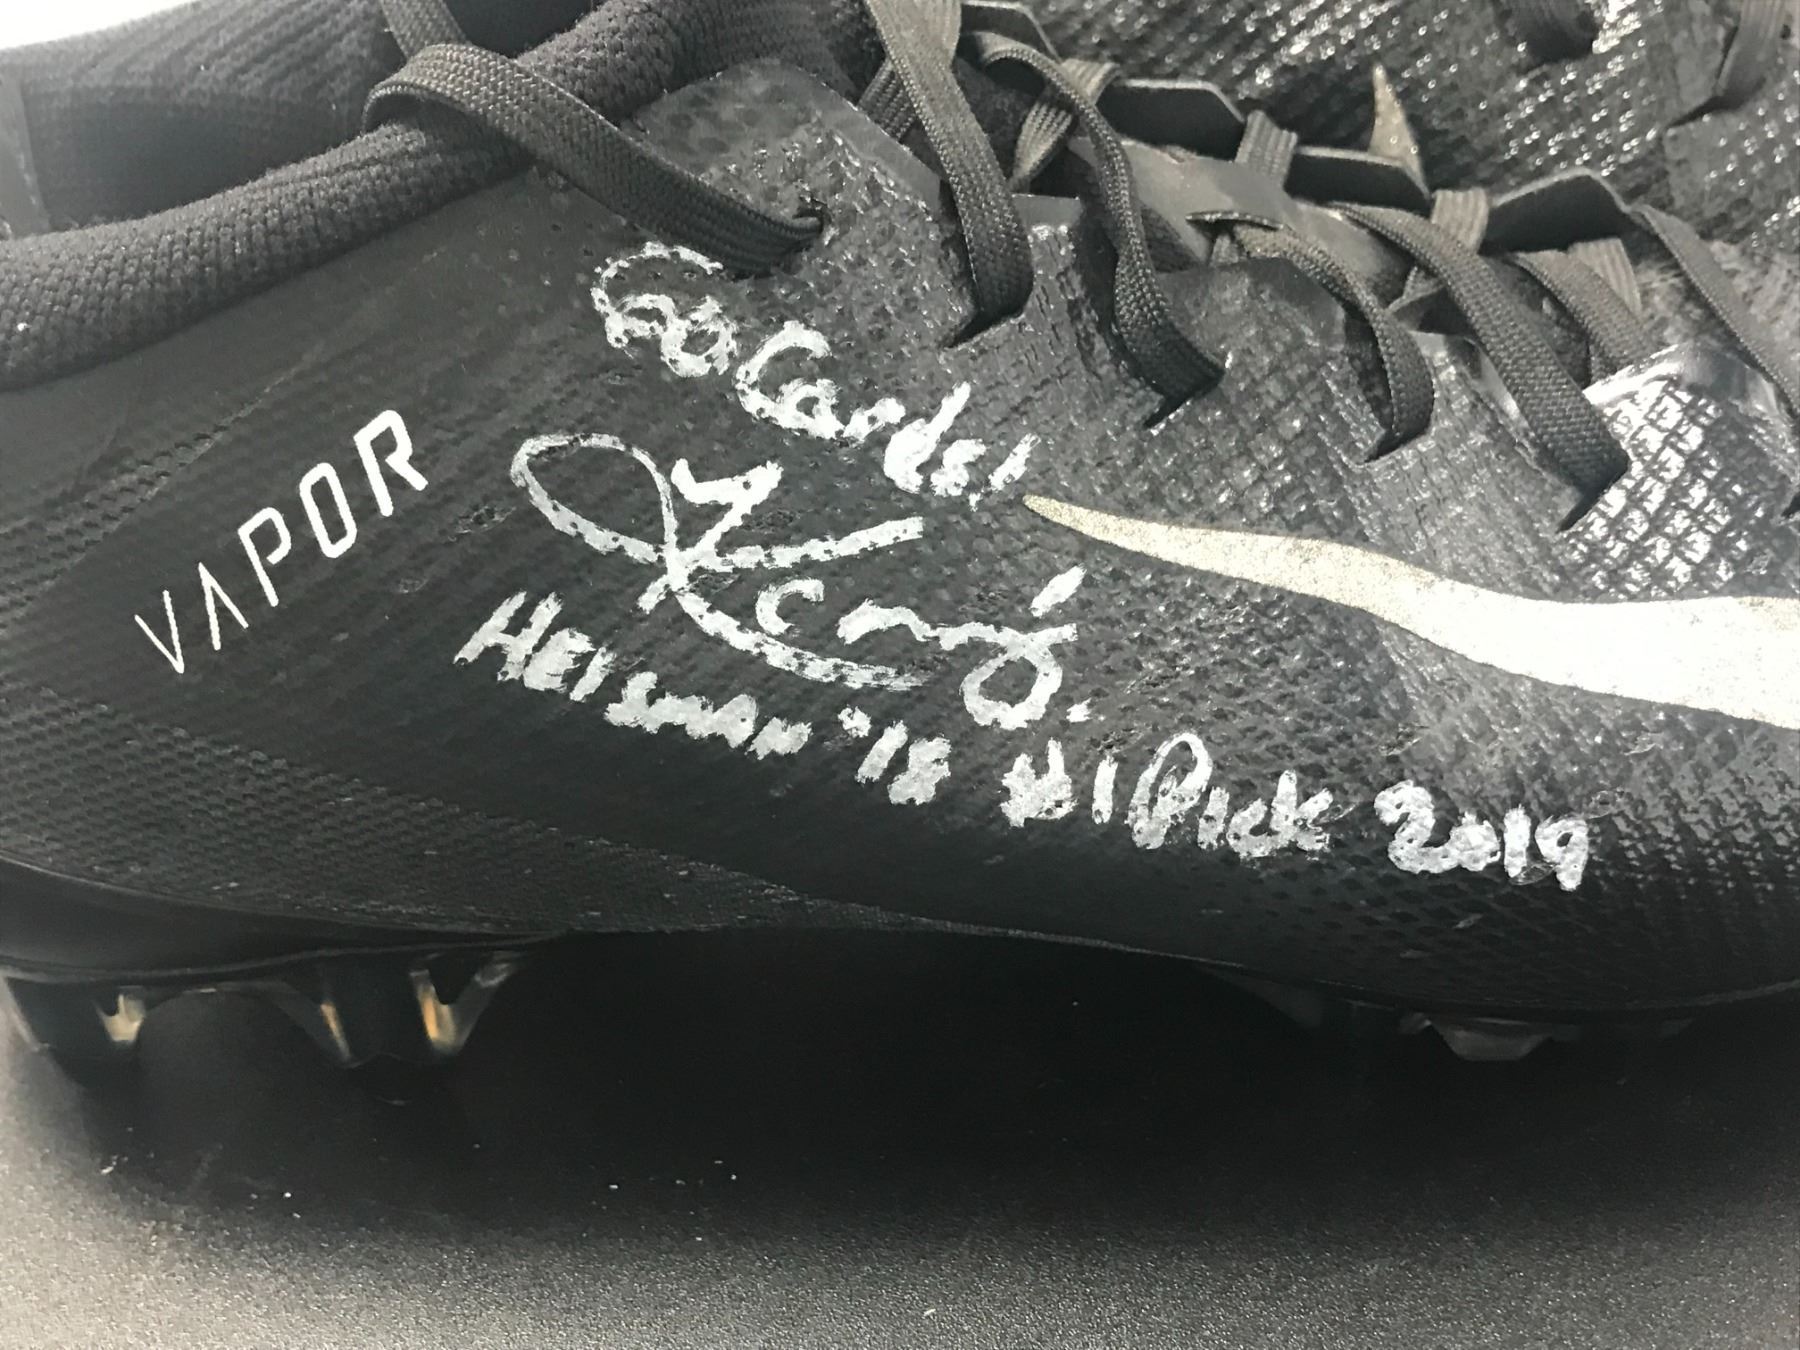 Go Cards!
Heisman '18 #1 Pick 2019
VAPOR